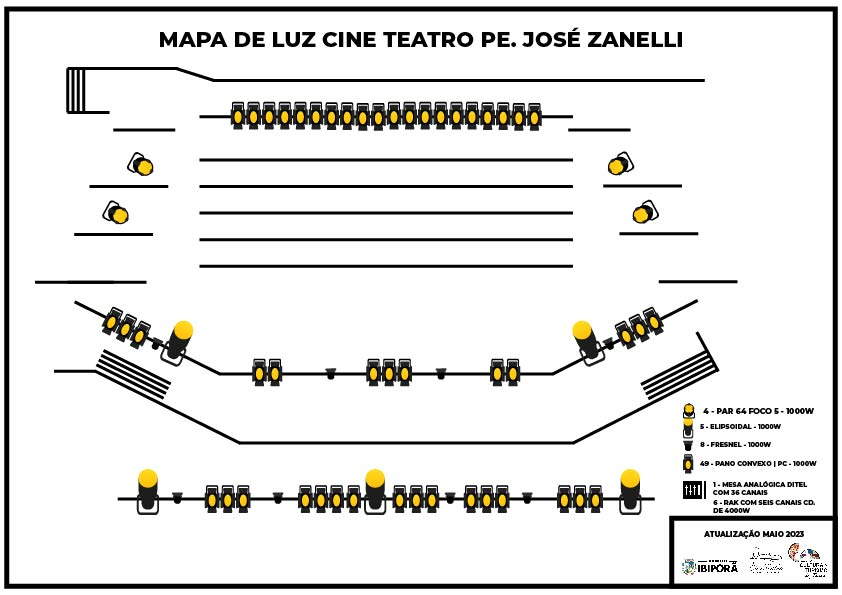 MAPA DE LUZ CINE TEATRO PE. JOSÉ ZANELLI
4 - PAR 64 FOCO 5 - 1000W
5 - ELIPSOIDAL - 1000W
8 - FRESNEL - 1000W
49 - PANO CONVEXO | PC - 1000W
1 - MESA ANALÓGICA DITEL
COM 36 CANAIS
6 - RAK COM SEIS CANAIS CD.
DE 4000W
ATUALIZAÇÃO MAIO 2023
IBIPORÃ
CULTURA
TURISMO